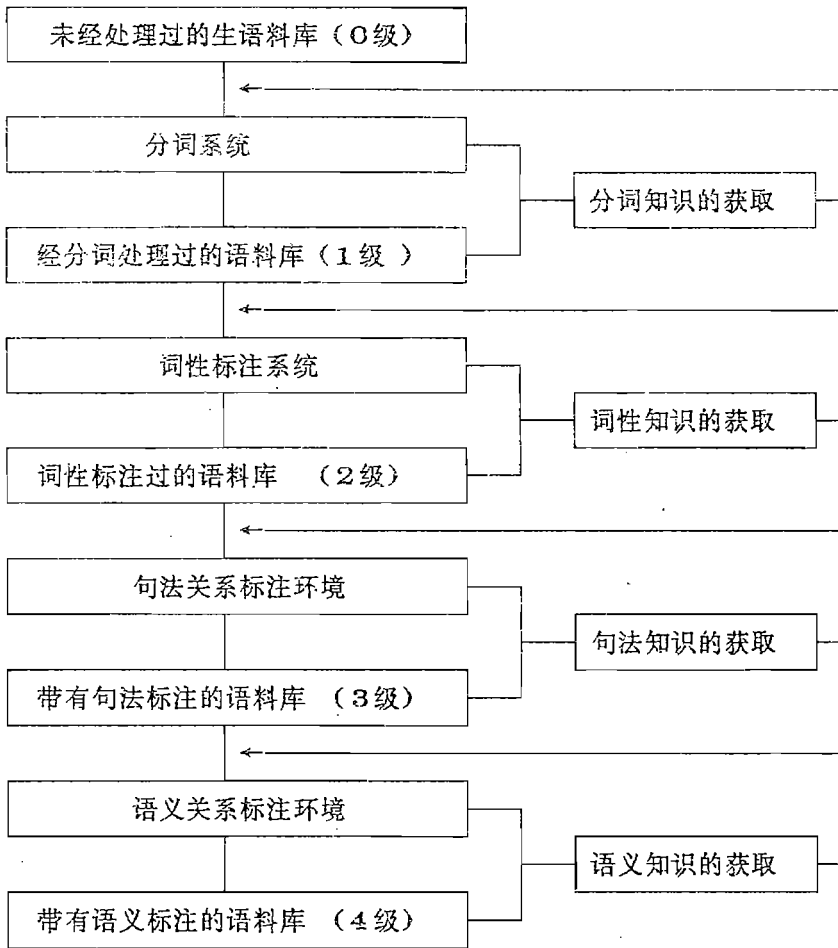 未经处理过的生语料库（0级）
分词系统
分词知识的获取
经分词处理过的语料库（1级 ）
词性标注系统
词性知识的获取
词性标注过的语料库 （2级）
句法关系标注环境
句法知识的获取
带有句法标注的语料库 （3级）
语义关系标注环境
语义知识的获取
带有语义标注的语料库 （4级）